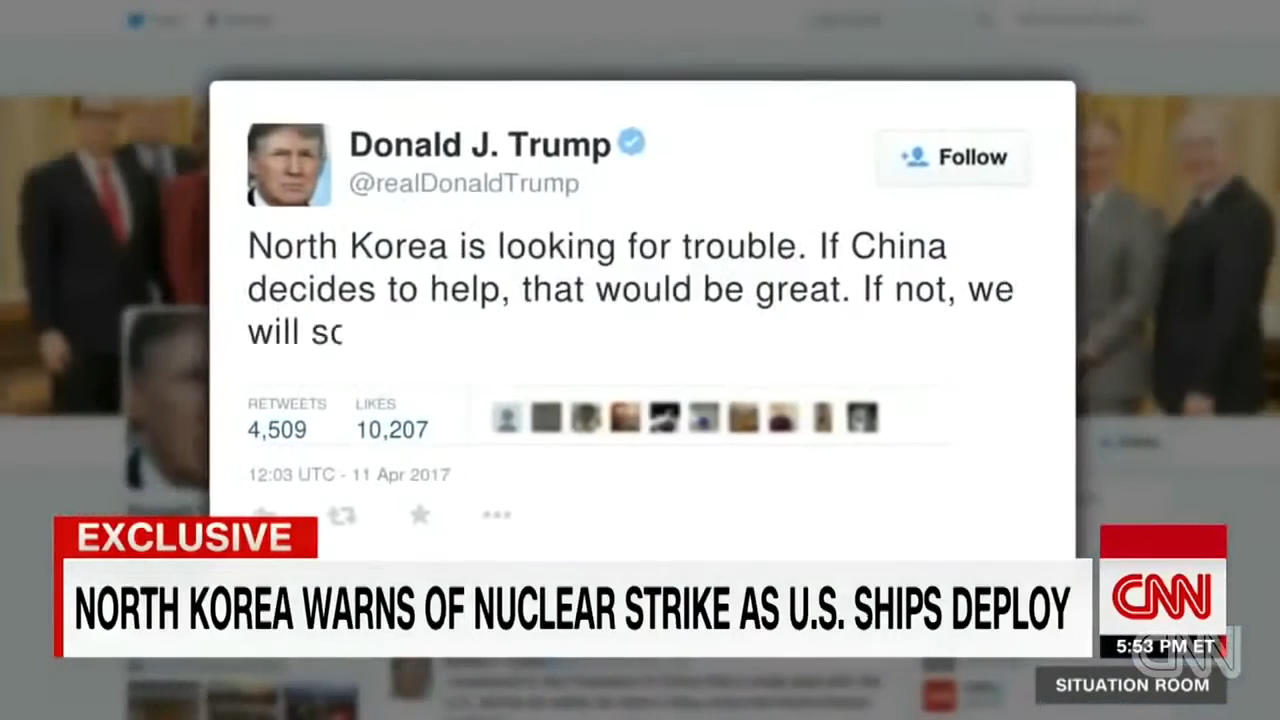 Donald J. Trump
@realDonaldTrump
Follow
North Korea is looking for trouble. If China
decides to help, that would be great. If not, we
will sc
RETWEETS LIKES
4,509 10,207
12:03 UTC - 11 Apr 2017
EXCLUSIVE
NORTH KOREA WARNS OF NUCLEAR STRIKE AS U.S. SHIPS DEPLOY
CNN
5:53 PM ET
CNN
SITUATION ROOM